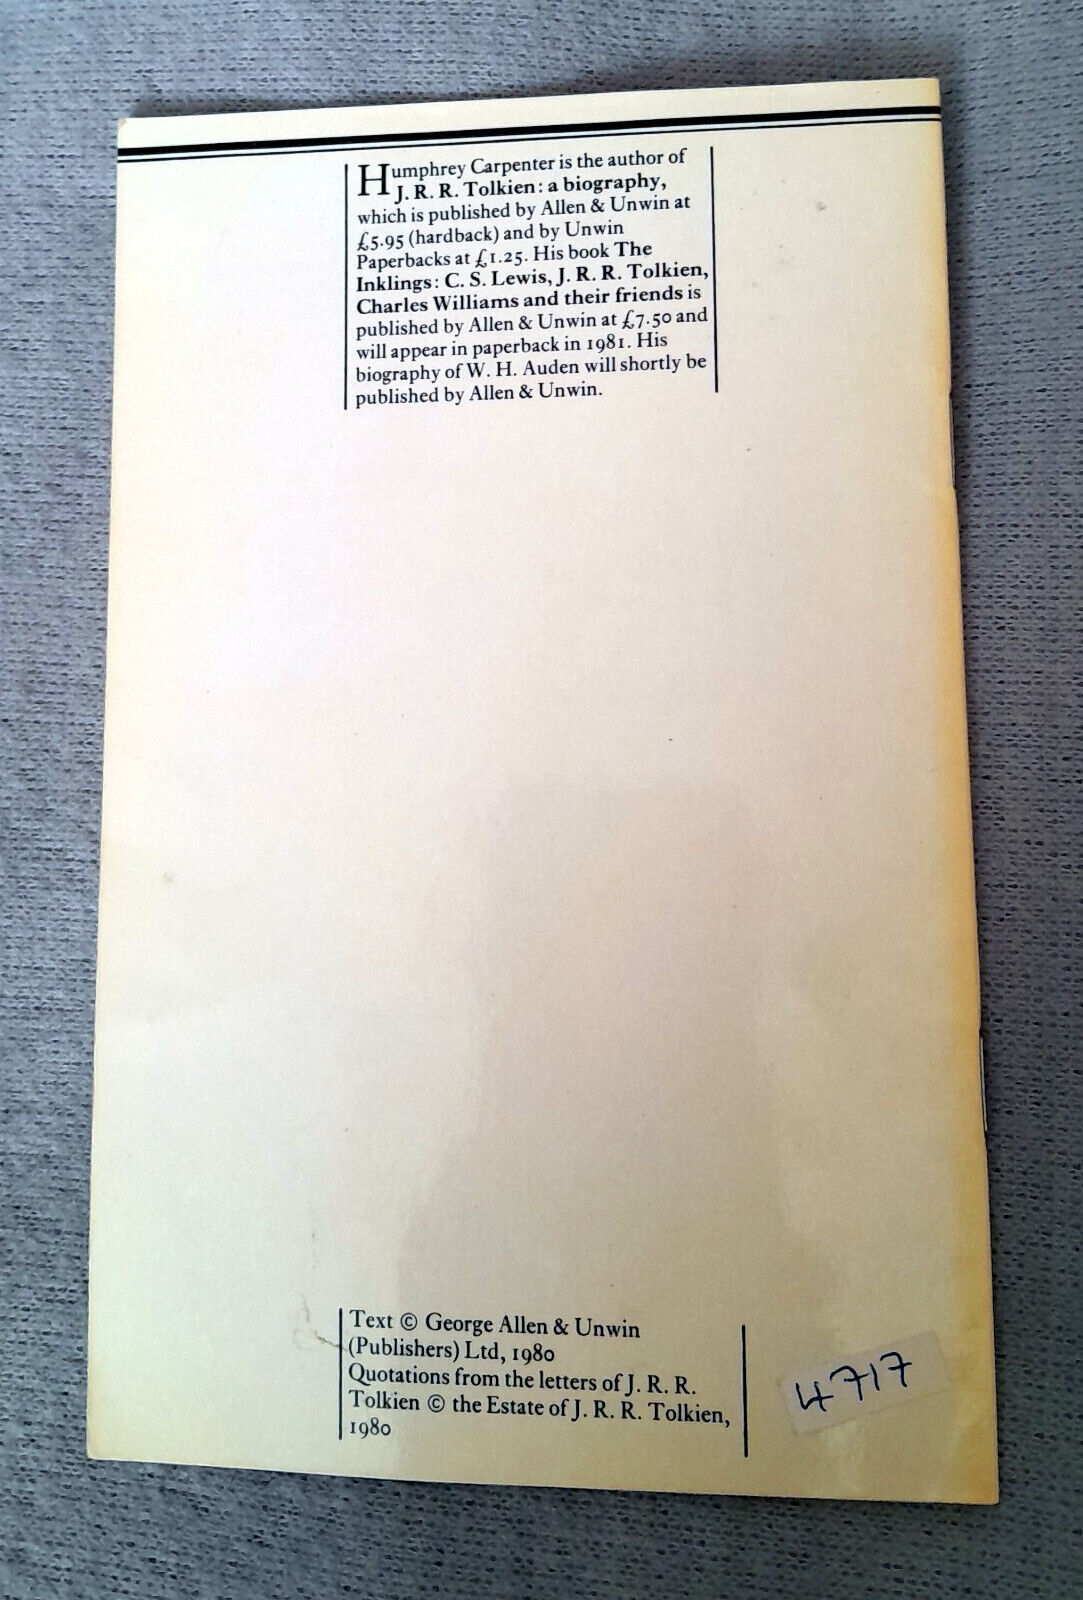 Humphrey Carpenter is the author of
J. R. R. Tolkien: a biography,
which is published by Allen & Unwin at
£5.95 (hardback) and by Unwin
Paperbacks at £1.25. His book The
Inklings: C. S. Lewis, J. R. R. Tolkien,
Charles Williams and their friends is
published by Allen & Unwin at £7.50 and
will appear in paperback in 1981. His
biography of W. H. Auden will shortly be
published by Allen & Unwin.
Text © George Allen & Unwin
(Publishers) Ltd, 1980
Quotations from the letters of J. R. R.
Tolkien © the Estate of J. R. R. Tolkien,
1980
4717